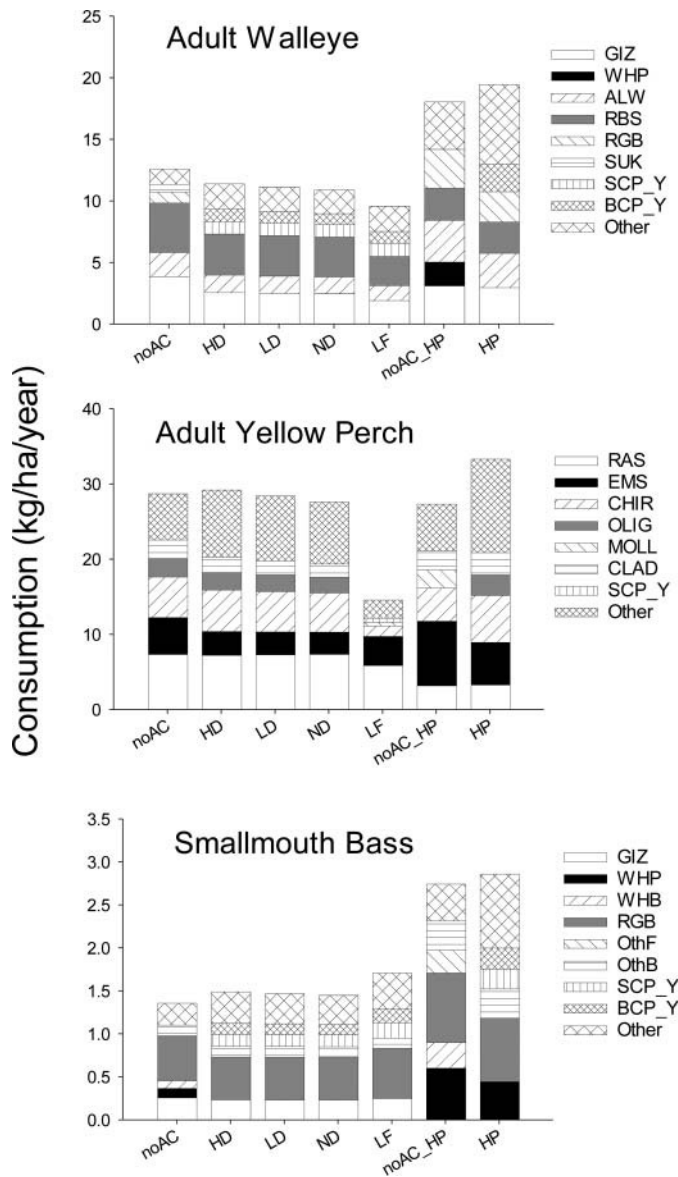 Consumption (kg/ha/year)
Adult Walleye
25
20
15
10
5
0
noAC
HD
LD
ND
LF
noAC_HP
HP
GIZ
WHP
ALW
RBS
RGB
SUK
SCP_Y
BCP_Y
Other
Adult Yellow Perch
40
30
20
10
0
noAC
HD
LD
ND
LF
noAC_HP
HP
RAS
EMS
CHIR
OLIG
MOLL
CLAD
SCP_Y
Other
Smallmouth Bass
3.5
3.0
2.5
2.0
1.5
1.0
0.5
0.0
noAC
HD
LD
ND
LF
noAC_HP
HP
GIZ
WHP
WHB
RGB
OthF
OthB
SCP_Y
BCP_Y
Other